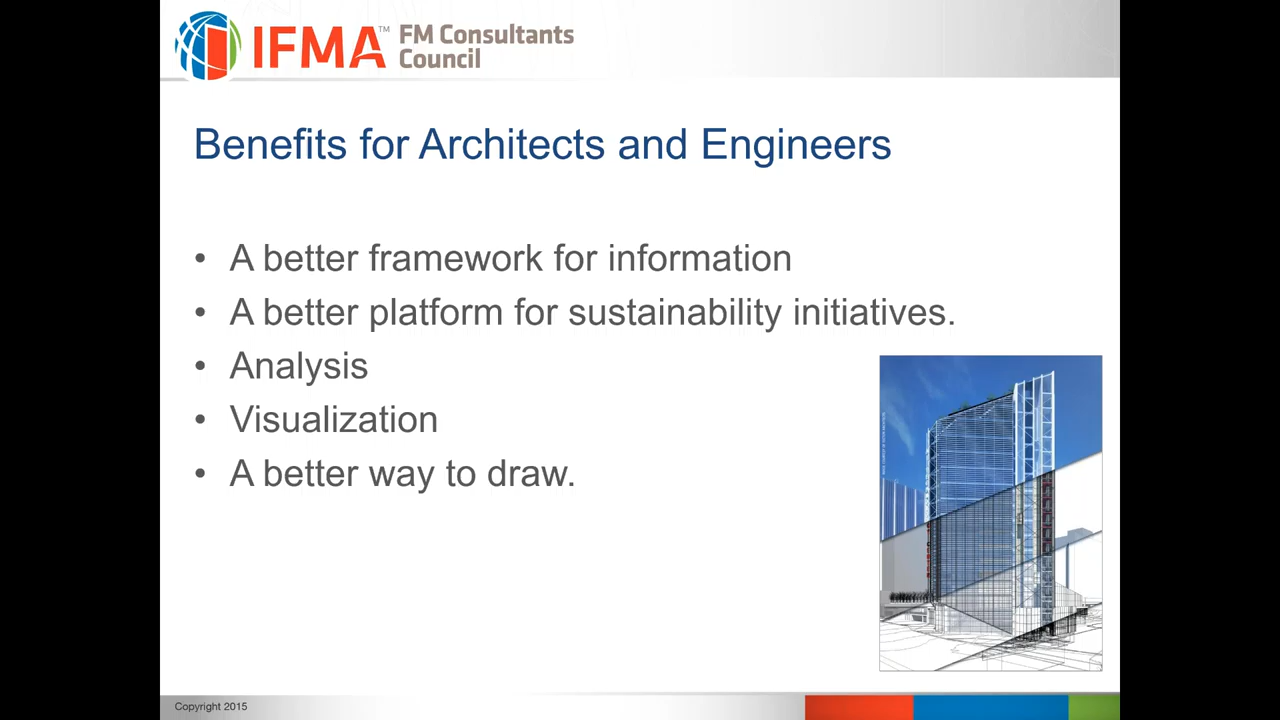 IFMA™ FM Consultants
Council
Benefits for Architects and Engineers
• A better framework for information
• A better platform for sustainability initiatives.
• Analysis
• Visualization
• A better way to draw.
Copyright 2015